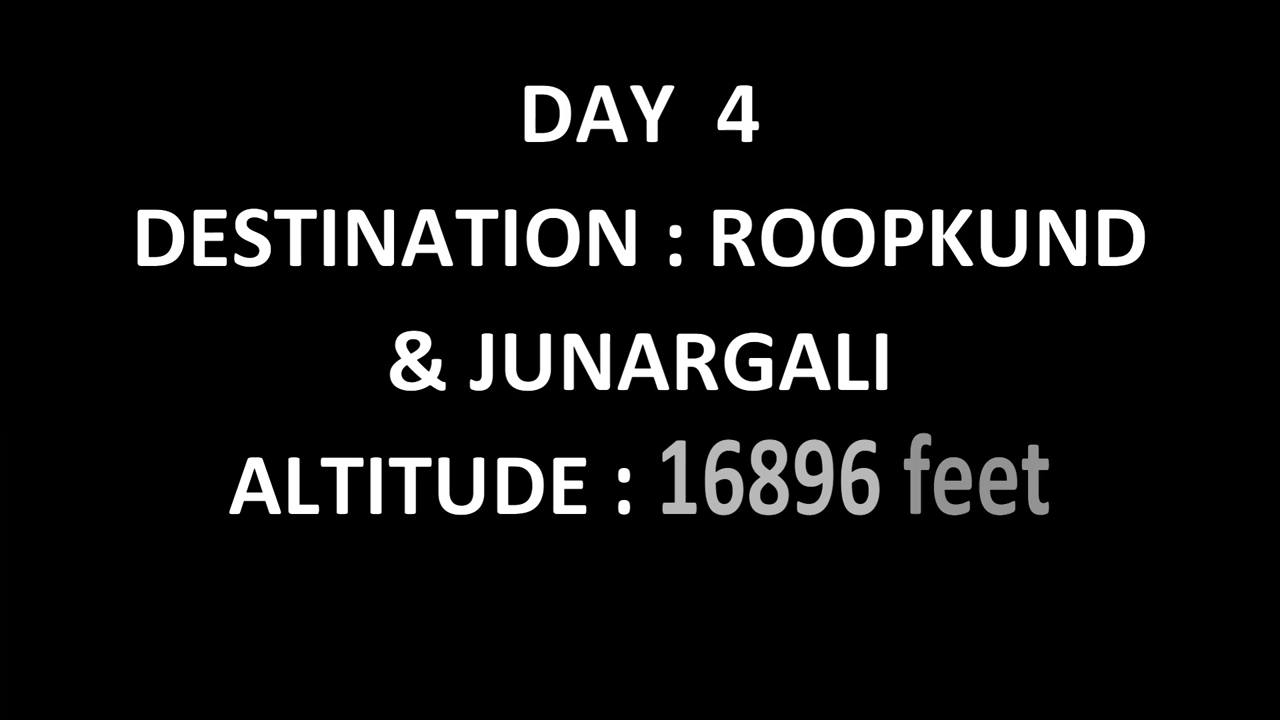 DAY 4
DESTINATION : ROOPKUND
& JUNARGALI
ALTITUDE : 16896 feet